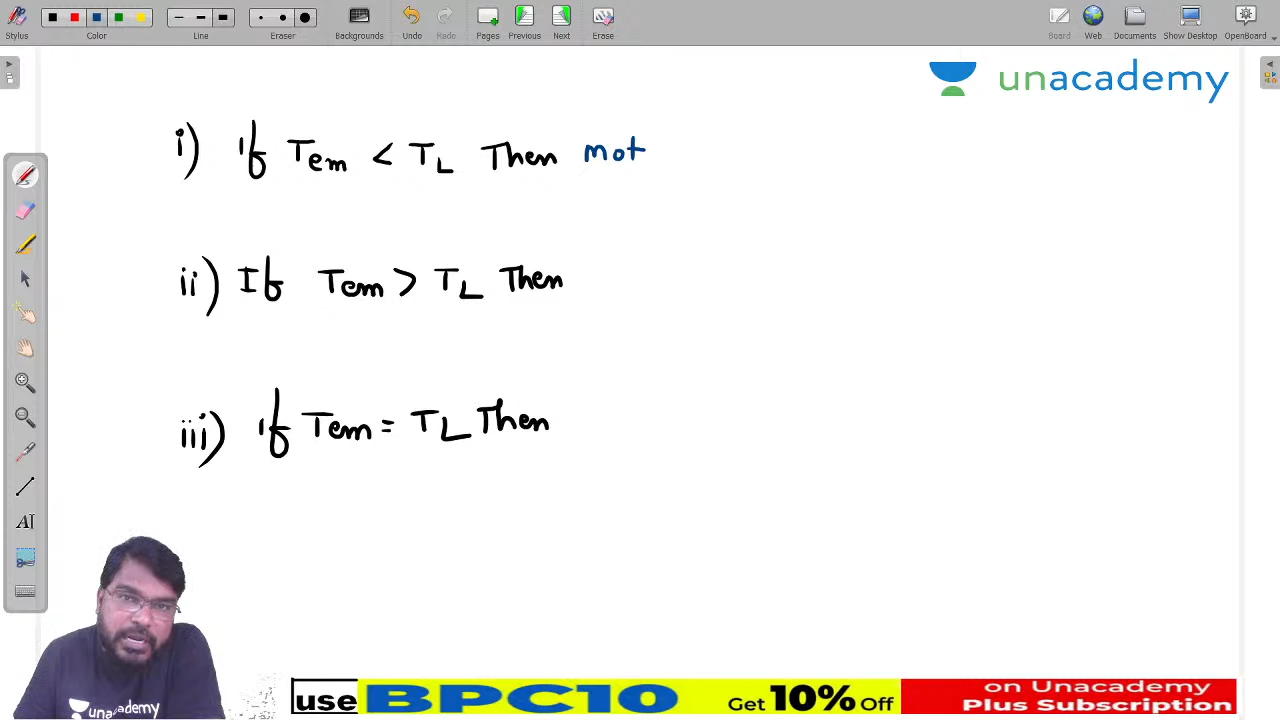 Stylus
Color
Line
Eraser
Backgrounds
Undo
Redo
Pages
Previous
Next
Erase
Board
Web
Documents
Show Desktop
OpenBoard
unacademy
i) If Tem < TL Then mot
ii) If Tem > TL Then
iii) if Tem = TL Then
AI
unacademy
use BPC10 Get 10% Off on Unacademy
Plus Subscription